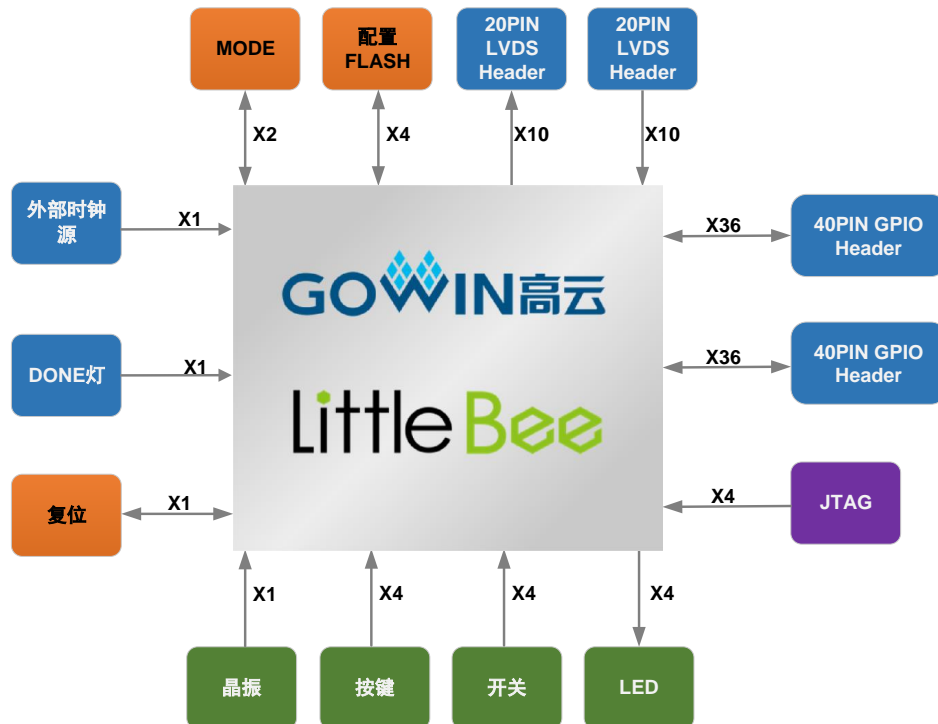 MODE
配置
FLASH
20PIN
LVDS
Header
20PIN
LVDS
Header
X2
X4
X10
X10
外部时钟
源
X1
X36
40PIN GPIO
Header
GOWIN高云
DONE灯
X1
X36
40PIN GPIO
Header
LittleBee
复位
X1
X4
JTAG
X1
X4
X4
X4
晶振
按键
开关
LED